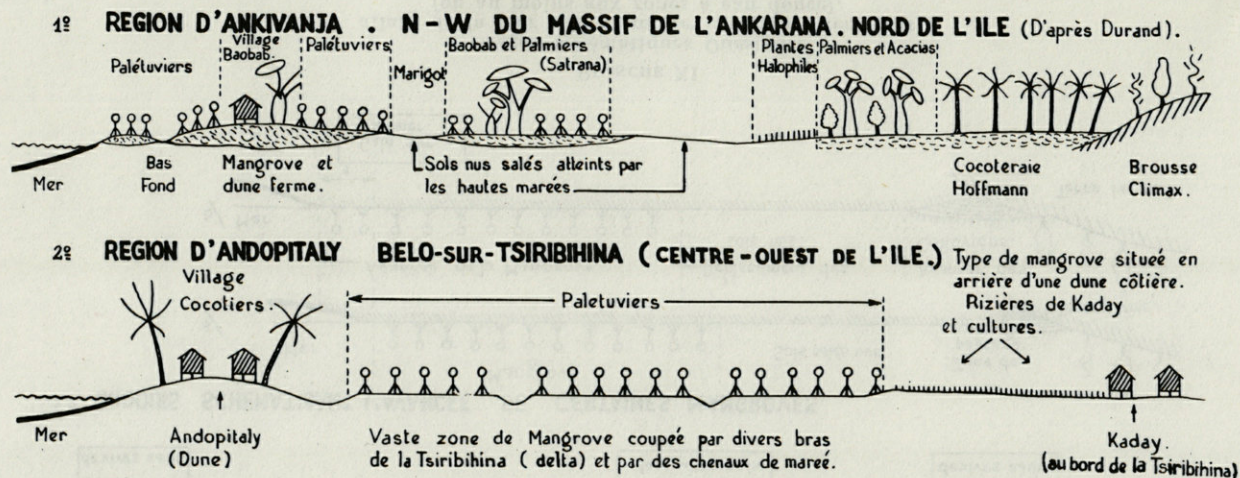 1º REGION D'ANKIVANJA . N-W DU MASSIF DE L'ANKARANA. NORD DE L'ILE (D'après Durand).
Palétuviers
Village
Baobab.
Palétuviers
Marigot
Baobab et Palmiers
(Satrana)
Plantes
Halophiles
Palmiers et Acacias
Mer
Bas
Fond
Mangrove et
dune ferme.
Sols nus salés atteints par
les hautes marées
Cocoteraie
Hoffmann
Brousse
Climax.
2º REGION D'ANDOPITALY BELO-SUR-TSIRIBIHINA (CENTRE-OUEST DE L'ILE.)
Type de mangrove situeé en
arrière d'une dune côtière.
Rizières de Kaday
et cultures.
Village
Cocotiers
Paletuviers
Mer
Andopitaly
(Dune)
Vaste zone de Mangrove coupeé par divers bras
de la Tsiribihina (delta) et par des chenaux de mareé.
Kaday.
(au bord de la Tsiribihina)